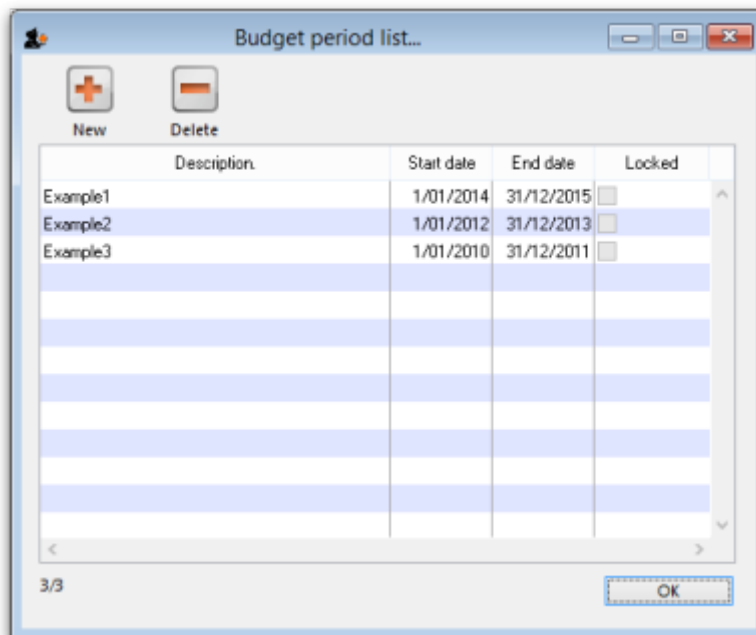 Budget period list...
New Delete
Description. Start date End date Locked
Example1 1/01/2014 31/12/2015
Example2 1/01/2012 31/12/2013
Example3 1/01/2010 31/12/2011
3/3 OK